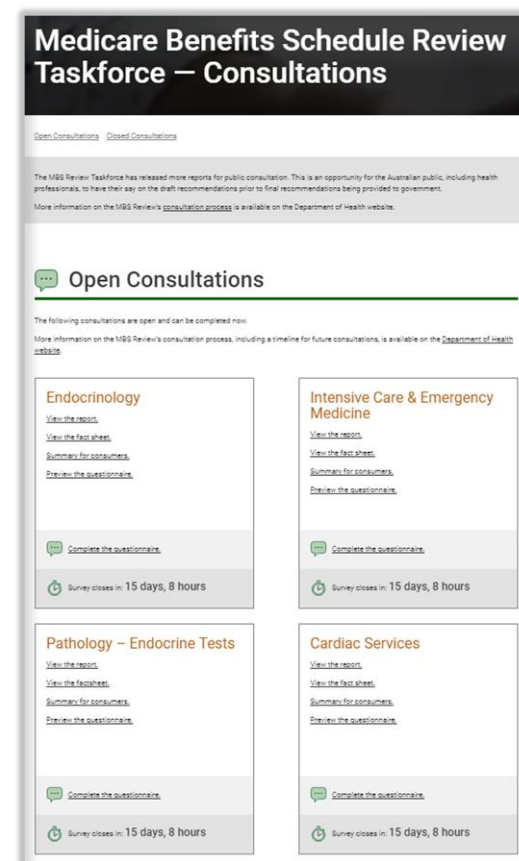 Medicare Benefits Schedule Review
Taskforce — Consultations
Open Consultations Closed Consultations
The MBS Review Taskforce has released more reports for public consultation. This is an opportunity for the Australian public, including health
professionals, to have their say on the draft recommendations prior to final recommendations being provided to government.
More information on the MBS Review's consultation process is available on the Department of Health website.
Open Consultations
The following consultations are open and can be completed now.
More information on the MBS Review's consultation process, including a timeline for future consultations, is available on the Department of Health
website.
Endocrinology
View the report.
View the fact sheet.
Summary for consumers.
Preview the questionnaire.
Complete the questionnaire.
Survey closes in: 15 days, 8 hours
Intensive Care & Emergency
Medicine
View the report.
View the fact sheet.
Summary for consumers.
Preview the questionnaire.
Complete the questionnaire.
Survey closes in: 15 days, 8 hours
Pathology – Endocrine Tests
View the report.
View the factsheet.
Summary for consumers.
Preview the questionnaire.
Complete the questionnaire.
Survey closes in: 15 days, 8 hours
Cardiac Services
View the report.
View the fact sheet.
Summary for consumers.
Preview the questionnaire.
Complete the questionnaire.
Survey closes in: 15 days, 8 hours